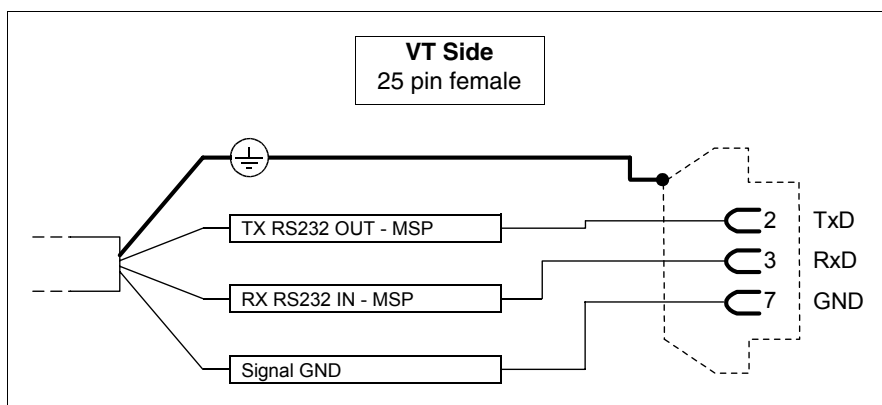 VT Side
25 pin female
TX RS232 OUT - MSP
2 TxD
RX RS232 IN - MSP
3 RxD
7 GND
Signal GND